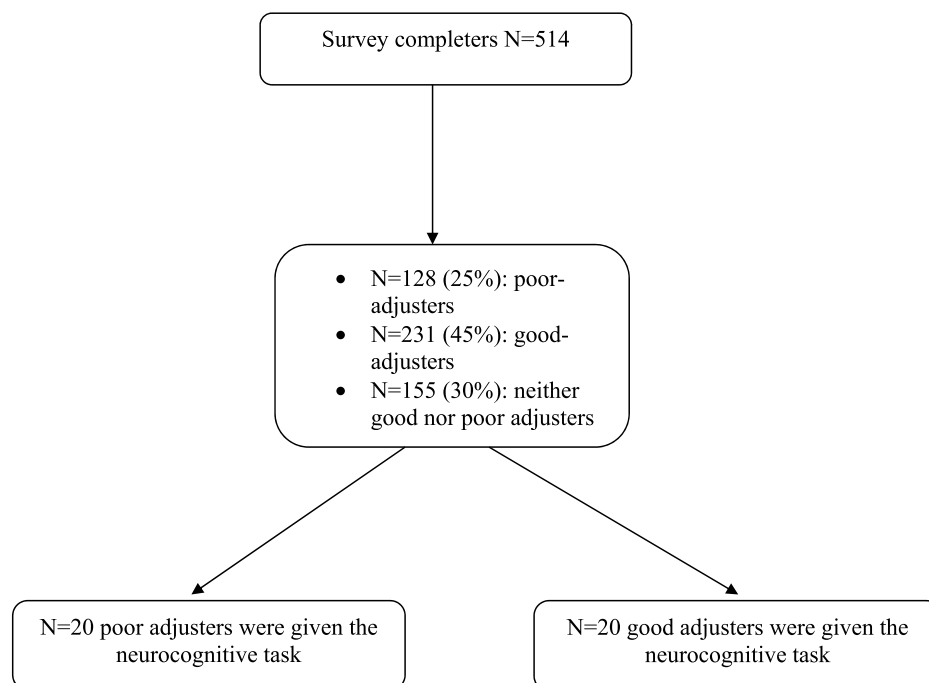 Survey completers N=514
• N=128 (25%): poor-
adjusters
• N=231 (45%): good-
adjusters
• N=155 (30%): neither
good nor poor adjusters
N=20 poor adjusters were given the
neurocognitive task
N=20 good adjusters were given the
neurocognitive task